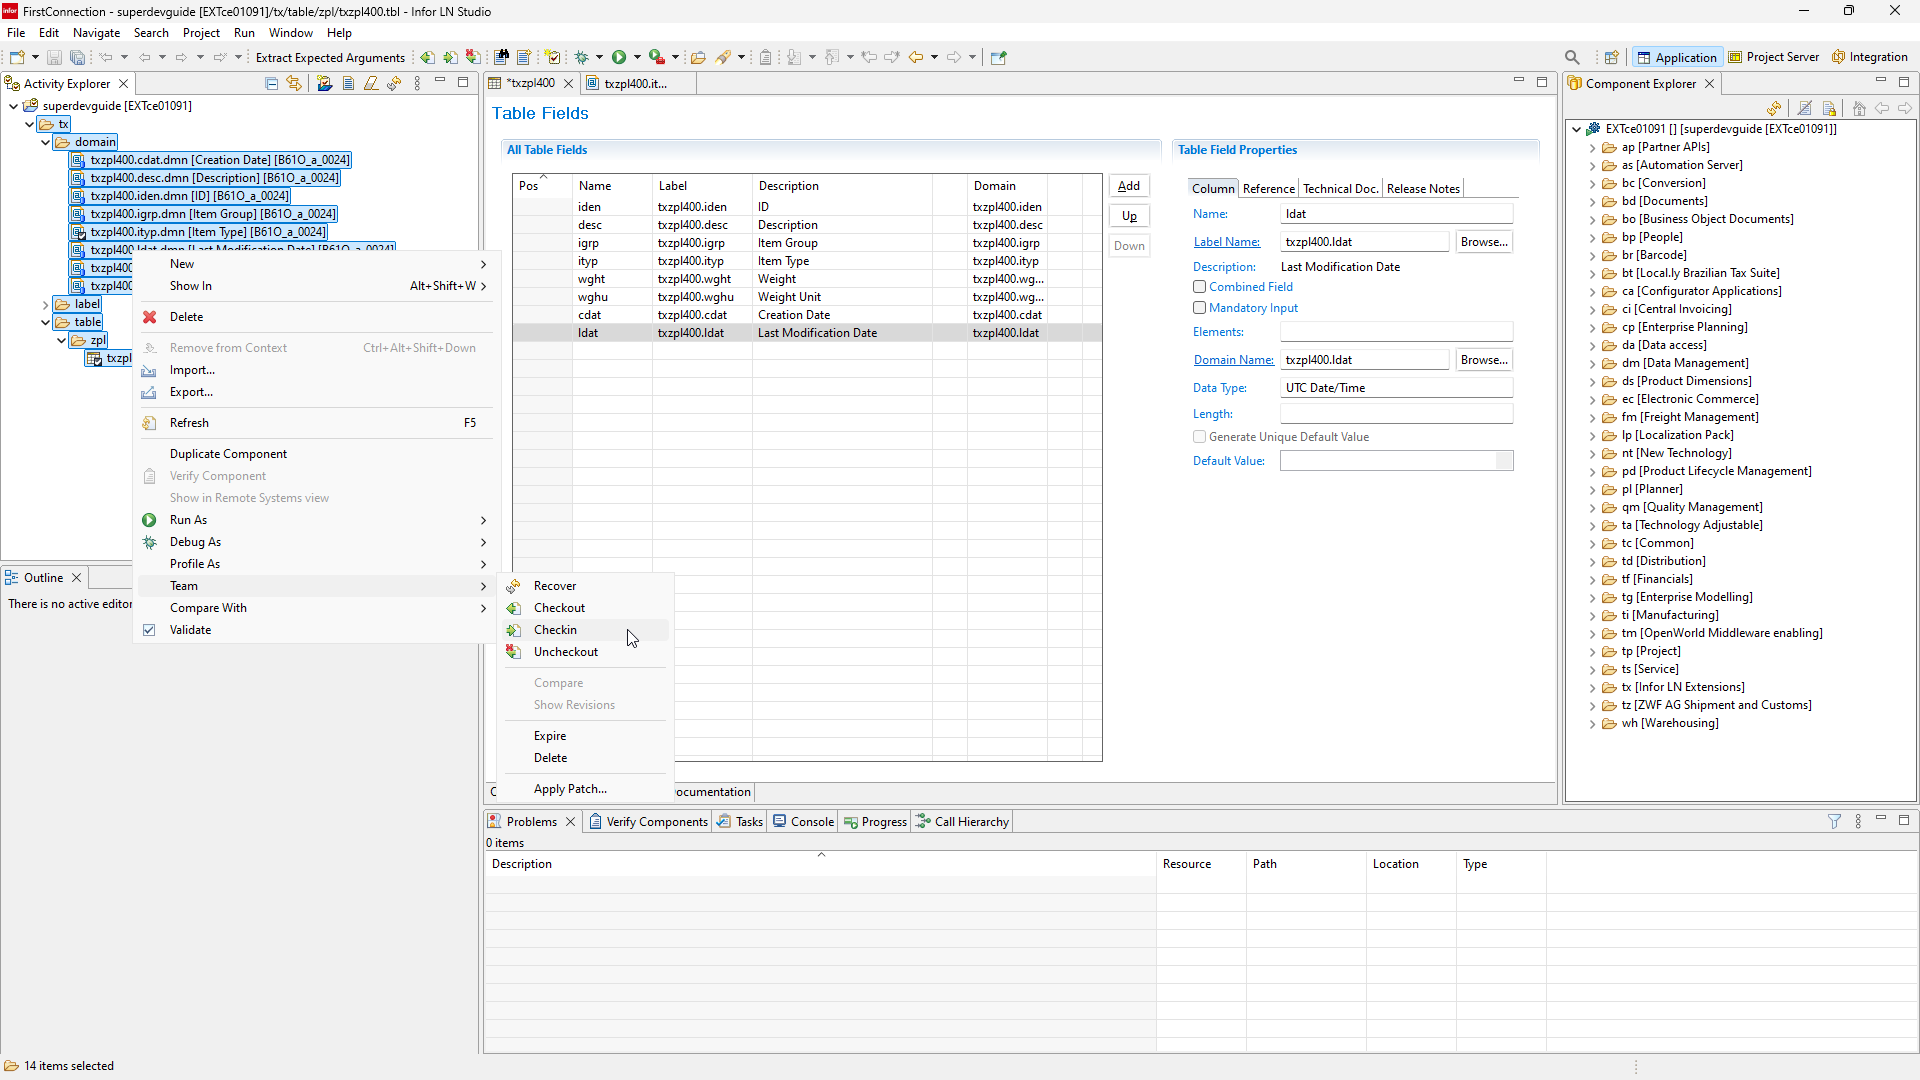 infor FirstConnection - superdevguide [EXTce01091]/tx/table/zpl/txzpl400.tbl - Infor LN Studio
File Edit Navigate Search Project Run Window Help
Extract Expected Arguments
Application Project Server Integration
Activity Explorer
superdevguide [EXTce01091]
tx
domain
txzpl400.cdat.dmn [Creation Date] [B61O_a_0024]
txzpl400.desc.dmn [Description] [B61O_a_0024]
txzpl400.iden.dmn [ID] [B61O_a_0024]
txzpl400.igrp.dmn [Item Group] [B61O_a_0024]
txzpl400.ityp.dmn [Item Type] [B61O_a_0024]
txzpl400.ldat.dmn [Last Modification Date] [B61O_a_0024]
txzpl400
txzpl400
label
table
zpl
txzpl
New
Show In Alt+Shift+W
Delete
Remove from Context Ctrl+Alt+Shift+Down
Import...
Export...
Refresh F5
Duplicate Component
Verify Component
Show in Remote Systems view
Run As
Debug As
Profile As
Team
Compare With
Validate
Recover
Checkout
Checkin
Uncheckout
Compare
Show Revisions
Expire
Delete
Apply Patch...
Outline
There is no active editor
14 items selected
*txzpl400 txzpl400.it...
Table Fields
All Table Fields
Pos Name Label Description Domain
iden txzpl400.iden ID txzpl400.iden
desc txzpl400.desc Description txzpl400.desc
igrp txzpl400.igrp Item Group txzpl400.igrp
ityp txzpl400.ityp Item Type txzpl400.ityp
wght txzpl400.wght Weight txzpl400.wg...
wghu txzpl400.wghu Weight Unit txzpl400.wg...
cdat txzpl400.cdat Creation Date txzpl400.cdat
ldat txzpl400.ldat Last Modification Date txzpl400.ldat
Add
Up
Down
ocumentation
Table Field Properties
Column Reference Technical Doc. Release Notes
Name: ldat
Label Name: txzpl400.ldat Browse...
Description: Last Modification Date
Combined Field
Mandatory Input
Elements:
Domain Name: txzpl400.ldat Browse...
Data Type: UTC Date/Time
Length:
Generate Unique Default Value
Default Value:
Problems Verify Components Tasks Console Progress Call Hierarchy
0 items
Description Resource Path Location Type
Component Explorer
EXTce01091 [] [superdevguide [EXTce01091]]
ap [Partner APIs]
as [Automation Server]
bc [Conversion]
bd [Documents]
bo [Business Object Documents]
bp [People]
br [Barcode]
bt [Local.ly Brazilian Tax Suite]
ca [Configurator Applications]
ci [Central Invoicing]
cp [Enterprise Planning]
da [Data access]
dm [Data Management]
ds [Product Dimensions]
ec [Electronic Commerce]
fm [Freight Management]
lp [Localization Pack]
nt [New Technology]
pd [Product Lifecycle Management]
pl [Planner]
qm [Quality Management]
ta [Technology Adjustable]
tc [Common]
td [Distribution]
tf [Financials]
tg [Enterprise Modelling]
ti [Manufacturing]
tm [OpenWorld Middleware enabling]
tp [Project]
ts [Service]
tx [Infor LN Extensions]
tz [ZWF AG Shipment and Customs]
wh [Warehousing]